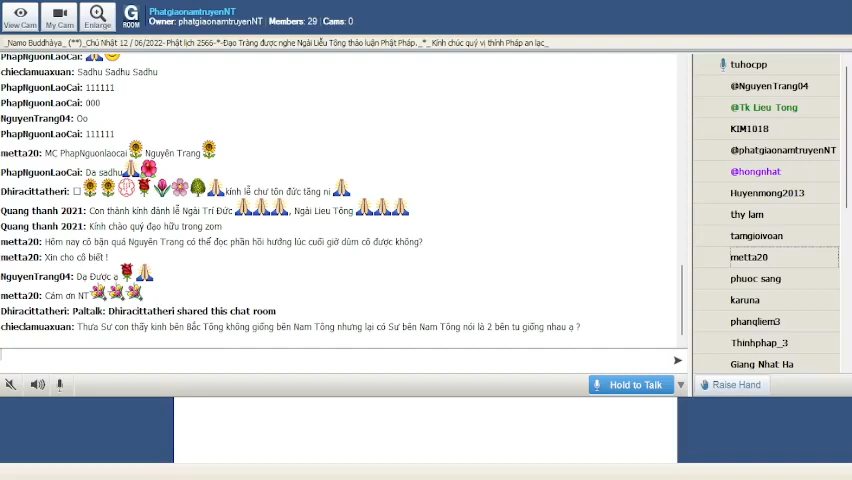 View Cam
My Cam
Enlarge
G
ROOM
PhatgiaonamtruyenNT
Owner: phatgiaonamtruyenNT | Members: 29 | Cams: 0
_Namo Buddhàya_ (**)_Chủ Nhật 12 / 06/2022- Phật lịch 2566-*-Đạo Tràng được nghe Ngài Liễu Tông thảo luận Phật Pháp. _*_ Kính chúc quý vị thính Pháp an lạc_
PhapNguonLaoCai:
chieclamuaxuan: Sadhu Sadhu Sadhu
PhapNguonLaoCai: 111111
PhapNguonLaoCai: 000
NguyenTrang04: Oo
PhapNguonLaoCai: 111111
metta20: MC PhapNguonlaocai Nguyên Trang
PhapNguonLaoCai: Dạ sadhu
Dhiracittatheri: kính lễ chư tôn đức tăng ni
Quang thanh 2021: Con thành kính đảnh lễ Ngài Trí Đức , Ngài Lieu Tông
Quang thanh 2021: Kính chào quý đạo hữu trong zom
metta20: Hôm nay cô bận quá Nguyên Trang có thể đọc phần hồi hướng lúc cuối giờ dùm cô được không?
metta20: Xin cho cô biết !
NguyenTrang04: Dạ Được ạ
metta20: Cám ơn NT
Dhiracittatheri: Paltalk: Dhiracittatheri shared this chat room
chieclamuaxuan: Thưa Sư con thấy kinh bên Bắc Tông không giống bên Nam Tông nhưng lại có Sư bên Nam Tông nói là 2 bên tu giống nhau ạ ?
Hold to Talk
tuhocpp
@NguyenTrang04
@Tk Lieu Tong
KIM1018
@phatgiaonamtruyenNT
@hongnhat
Huyenmong2013
thy lam
tamgioivoan
metta20
phuoc sang
karuna
phangliem3
Thinhphap_3
Giang Nhat Ha
Raise Hand